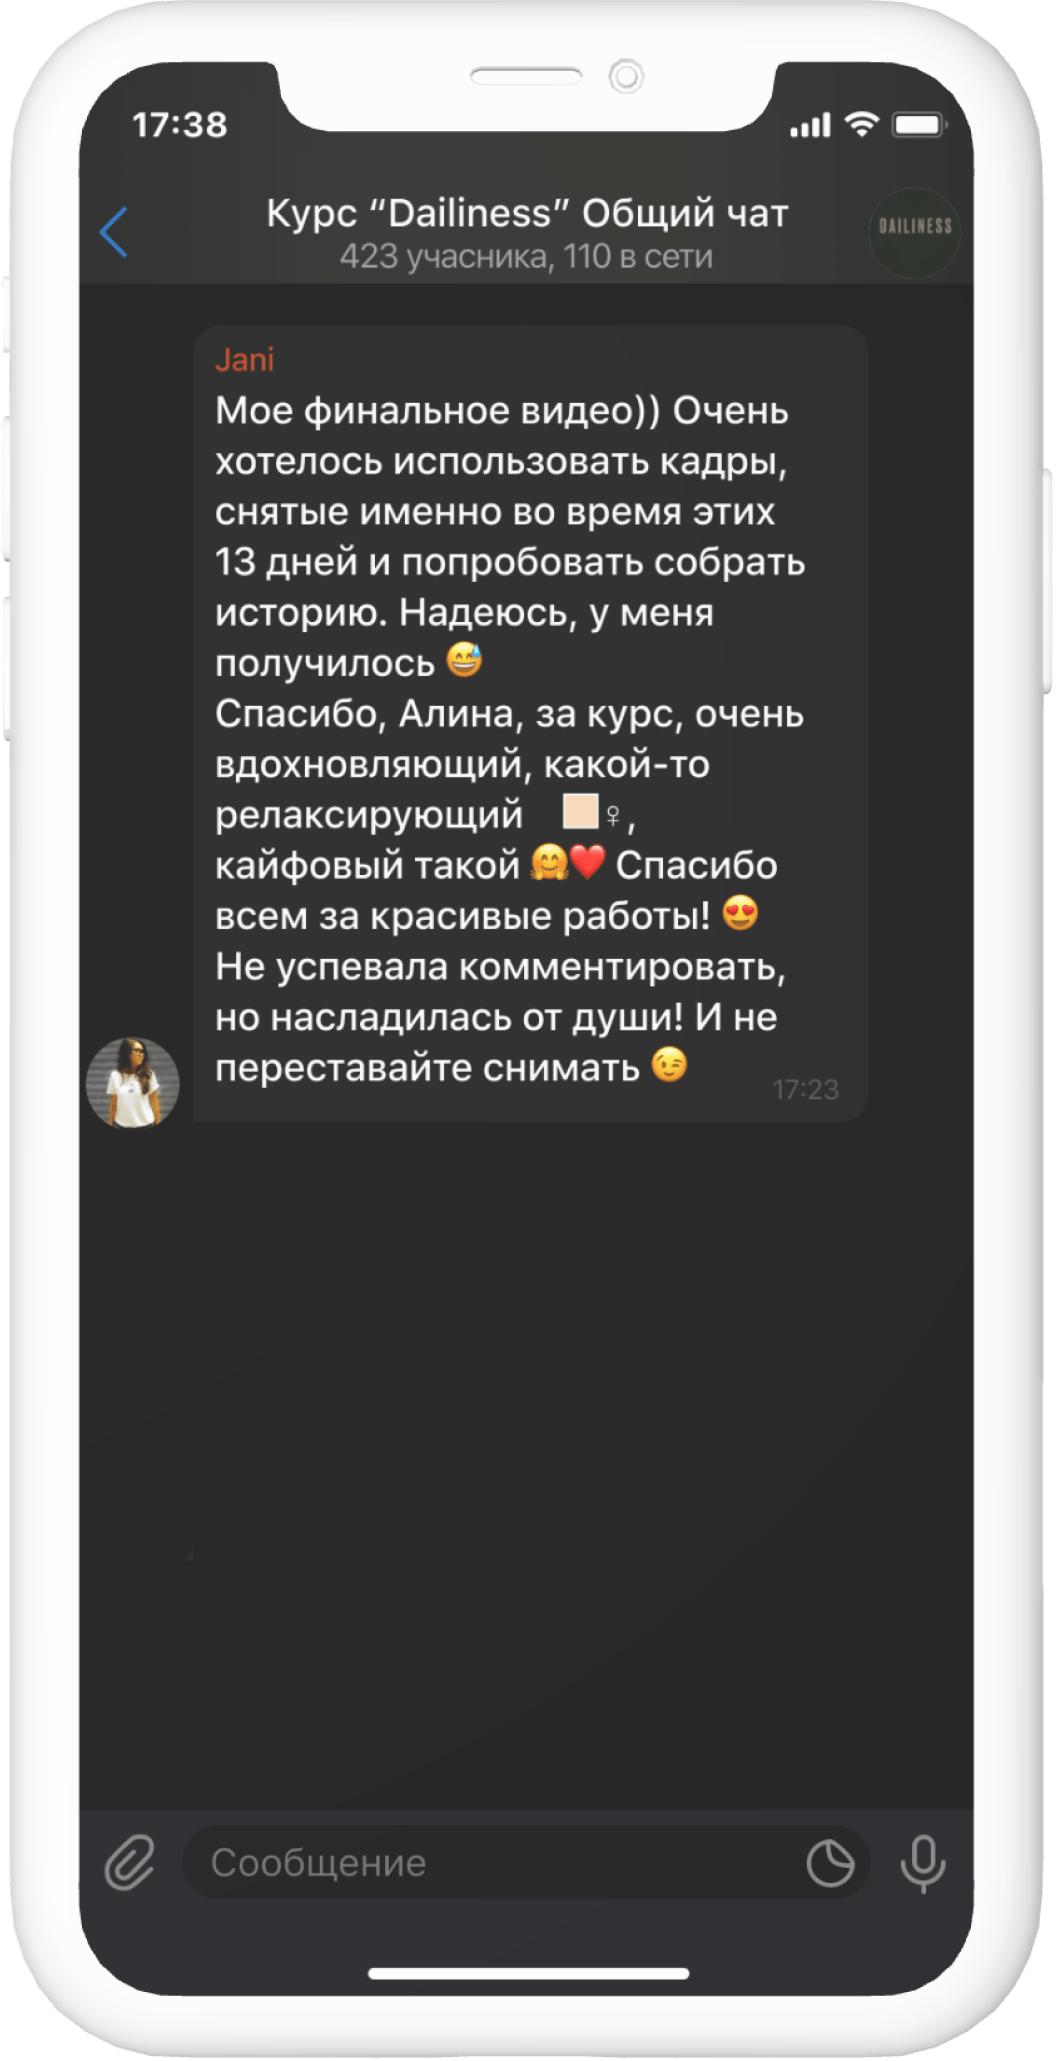 17:38
Курс “Dailiness” Общий чат
423 учасника, 110 в сети
DAILINESS
Jani
Мое финальное видео)) Очень
хотелось использовать кадры,
снятые именно во время этих
13 дней и попробовать собрать
историю. Надеюсь, у меня
получилось 😅
Спасибо, Алина, за курс, очень
вдохновляющий, какой-то
релаксирующий 🏻♀,
кайфовый такой 🤗❤️ Спасибо
всем за красивые работы! 😍
Не успевала комментировать,
но насладилась от души! И не
переставайте снимать 😉
17:23
Сообщение